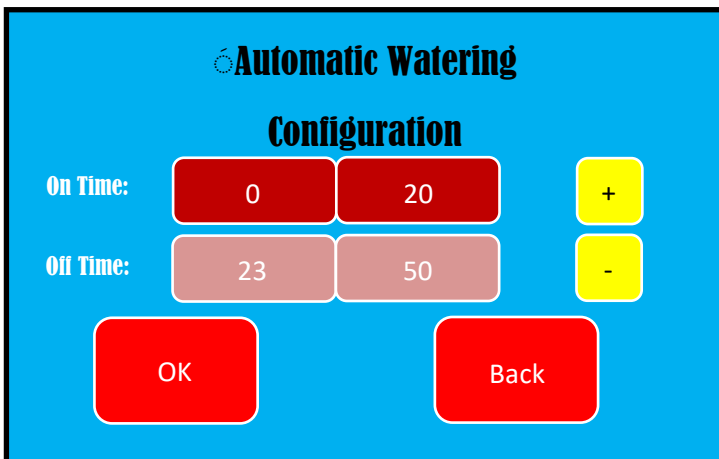 ◌́Automatic Watering
Configuration
On Time: 0 20 +
Off Time: 23 50 -
OK Back